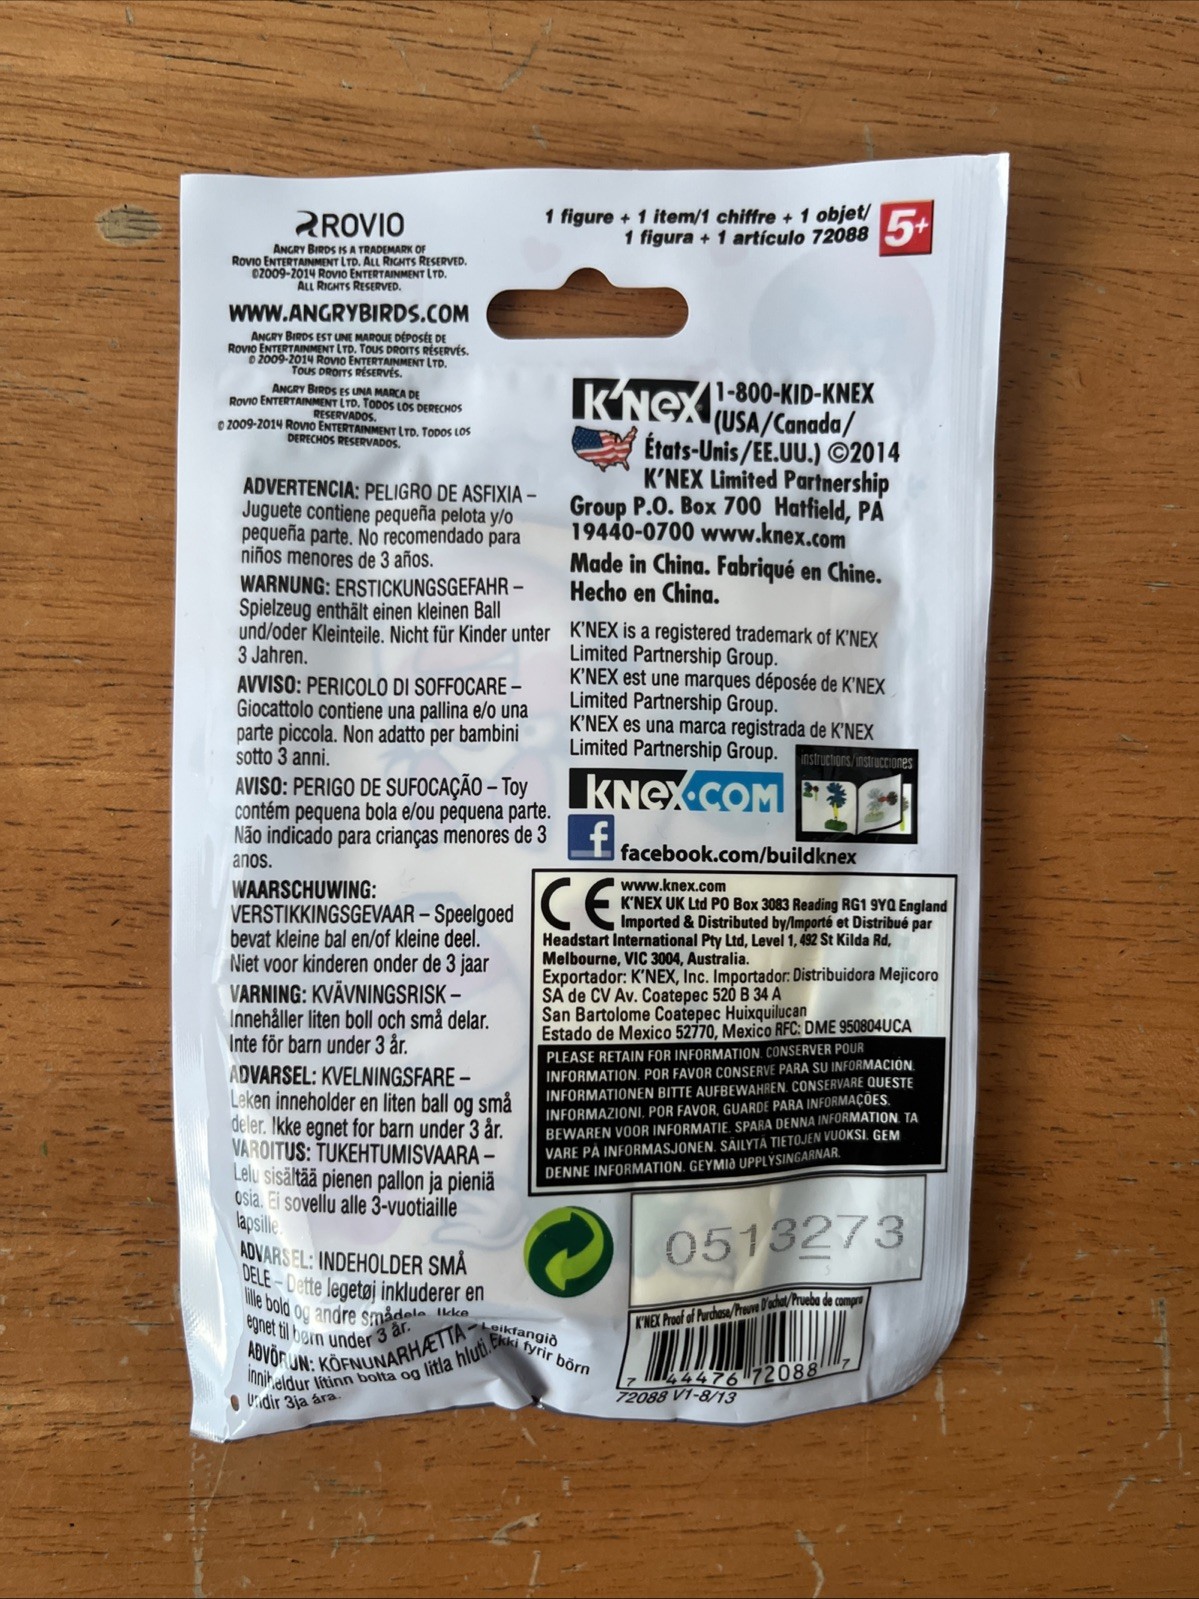 ROVIO
ANGRY BIRDS IS A TRADEMARK OF
ROVIO ENTERTAINMENT LTD. ALL RIGHTS RESERVED.
©2009-2014 ROVIO ENTERTAINMENT LTD.
ALL RIGHTS RESERVED.
WWW.ANGRYBIRDS.COM
ANGRY BIRDS EST UNE MARQUE DÉPOSÉE DE
ROVIO ENTERTAINMENT LTD. TOUS DROITS RÉSERVÉS.
© 2009-2014 ROVIO ENTERTAINMENT LTD.
TOUS DROITS RÉSERVÉS.
ANGRY BIRDS ES UNA MARCA DE
ROVIO ENTERTAINMENT LTD. TODOS LOS DERECHOS
RESERVADOS.
© 2009-2014 ROVIO ENTERTAINMENT LTD. TODOS LOS
DERECHOS RESERVADOS.
1 figure + 1 item/1 chiffre + 1 objet/
1 figura + 1 artículo 72088
5+
ADVERTENCIA: PELIGRO DE ASFIXIA –
Juguete contiene pequeña pelota y/o
pequeña parte. No recomendado para
niños menores de 3 años.
WARNUNG: ERSTICKUNGSGEFAHR –
Spielzeug enthält einen kleinen Ball
und/oder Kleinteile. Nicht für Kinder unter
3 Jahren.
AVVISO: PERICOLO DI SOFFOCARE –
Giocattolo contiene una pallina e/o una
parte piccola. Non adatto per bambini
sotto 3 anni.
AVISO: PERIGO DE SUFOCAÇÃO – Toy
contém pequena bola e/ou pequena parte.
Não indicado para crianças menores de 3
anos.
WAARSCHUWING:
VERSTIKKINGSGEVAAR – Speelgoed
bevat kleine bal en/of kleine deel.
Niet voor kinderen onder de 3 jaar
VARNING: KVÄVNINGSRISK –
Innehåller liten boll och små delar.
Inte för barn under 3 år.
ADVARSEL: KVELNINGSFARE –
Leken inneholder en liten ball og små
deler. Ikke egnet for barn under 3 år.
VAROITUS: TUKEHTUMISVAARA –
Lelu sisältää pienen pallon ja pieniä
osia. Ei sovellu alle 3-vuotiaille
lapsille.
ADVARSEL: INDEHOLDER SMÅ
DELE – Dette legetøj inkluderer en
lille bold og andre smådele. Ikke
egnet til børn under 3 år.
AÐVÖRUN: KÖFNUNARHÆTTA – Leikfangið
inniheldur lítinn bolta og litla hluti. Ekki fyrir börn
undir 3ja ára.
K'NEX 1-800-KID-KNEX
(USA/Canada/
États-Unis/EE.UU.) ©2014
K'NEX Limited Partnership
Group P.O. Box 700 Hatfield, PA
19440-0700 www.knex.com
Made in China. Fabriqué en Chine.
Hecho en China.
K'NEX is a registered trademark of K'NEX
Limited Partnership Group.
K'NEX est une marques déposée de K'NEX
Limited Partnership Group.
K'NEX es una marca registrada de K'NEX
Limited Partnership Group.
instructions/instrucciones
KNEX.COM
f facebook.com/buildknex
CE www.knex.com
K'NEX UK Ltd PO Box 3083 Reading RG1 9YQ England
Imported & Distributed by/Importé et Distribué par
Headstart International Pty Ltd, Level 1, 492 St Kilda Rd,
Melbourne, VIC 3004, Australia.
Exportador: K'NEX, Inc. Importador: Distribuidora Mejicoro
SA de CV Av. Coatepec 520 B 34 A
San Bartolome Coatepec Huixquilucan
Estado de Mexico 52770, Mexico RFC: DME 950804UCA
PLEASE RETAIN FOR INFORMATION. CONSERVER POUR
INFORMATION. POR FAVOR CONSERVE PARA SU INFORMACIÓN.
INFORMATIONEN BITTE AUFBEWAHREN. CONSERVARE QUESTE
INFORMAZIONI. POR FAVOR, GUARDE PARA INFORMAÇÕES.
BEWAREN VOOR INFORMATIE. SPARA DENNA INFORMATION. TA
VARE PÅ INFORMASJONEN. SÄILYTÄ TIETOJEN VUOKSI. GEM
DENNE INFORMATION. GEYMIÐ UPPLÝSINGARNAR.
0513273
K'NEX Proof of Purchase/Preuve D'achat/Prueba de compra
7 44476 72088 7
72088 V1-8/13